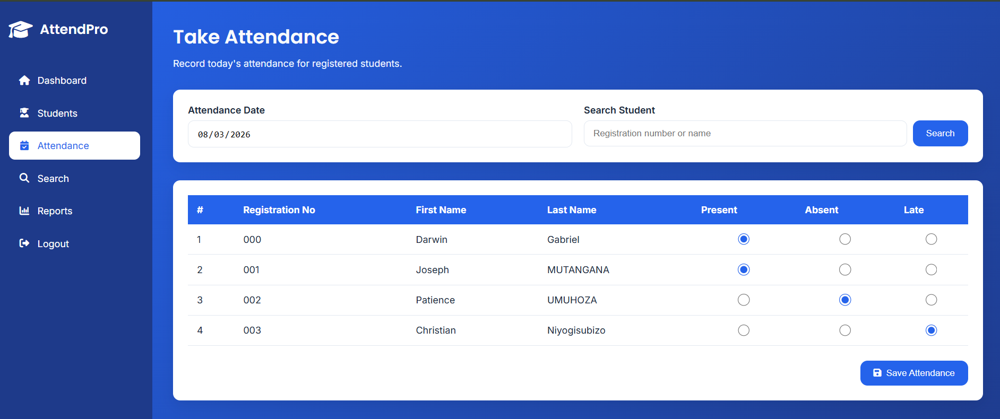 AttendPro
Dashboard
Students
Attendance
Search
Reports
Logout
Take Attendance
Record today's attendance for registered students.
Attendance Date
08/03/2026
Search Student
Registration number or name
Search
# Registration No First Name Last Name Present Absent Late
1 000 Darwin Gabriel
2 001 Joseph MUTANGANA
3 002 Patience UMUHOZA
4 003 Christian Niyogisubizo
Save Attendance